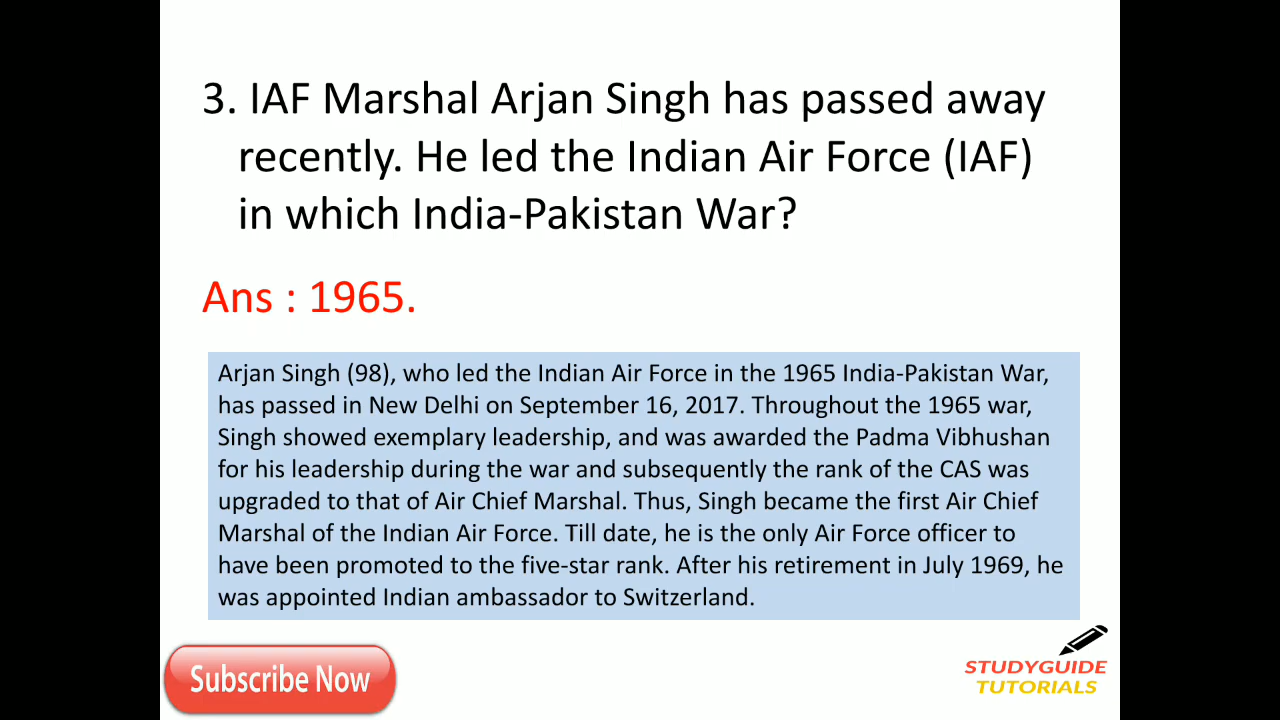 3. IAF Marshal Arjan Singh has passed away
recently. He led the Indian Air Force (IAF)
in which India-Pakistan War?
Ans : 1965.
Arjan Singh (98), who led the Indian Air Force in the 1965 India-Pakistan War,
has passed in New Delhi on September 16, 2017. Throughout the 1965 war,
Singh showed exemplary leadership, and was awarded the Padma Vibhushan
for his leadership during the war and subsequently the rank of the CAS was
upgraded to that of Air Chief Marshal. Thus, Singh became the first Air Chief
Marshal of the Indian Air Force. Till date, he is the only Air Force officer to
have been promoted to the five-star rank. After his retirement in July 1969, he
was appointed Indian ambassador to Switzerland.
Subscribe Now
STUDYGUIDE
TUTORIALS